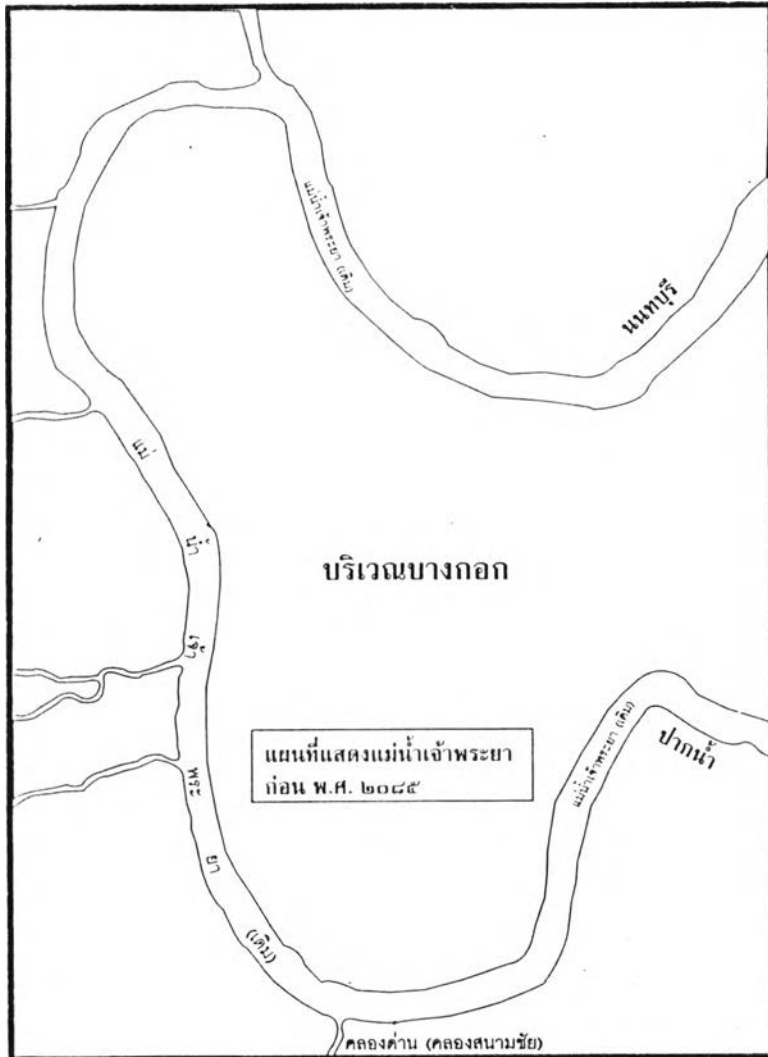 แม่น้ำเจ้าพระยา (เดิม)
นนทบุรี
แม่ น้ำ เจ้า พระ ยา (เดิม)
บริเวณบางกอก
แผนที่แสดงแม่น้ำเจ้าพระยา
ก่อน พ.ศ. ๒๐๘๕
แม่น้ำเจ้าพระยา (เดิม)
ปากน้ำ
คลองด่าน (คลองสนามชัย)